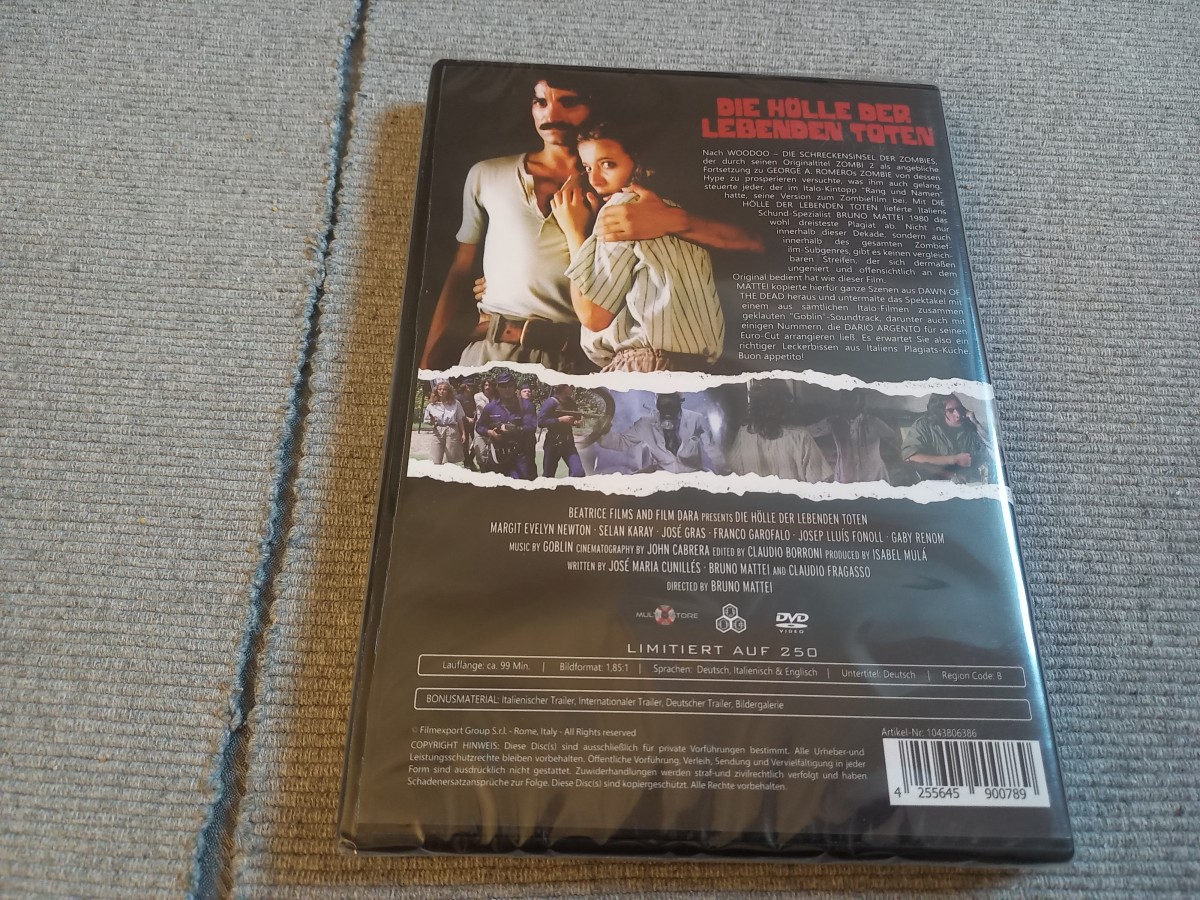 DIE HÖLLE DER
LEBENDEN TOTEN
Nach WOODOO – DIE SCHRECKENSINSEL DER ZOMBIES,
der durch seinen Originaltitel ZOMBI 2 als angebliche
Fortsetzung zu GEORGE A. ROMEROs ZOMBIE von dessen
Hype zu prosperieren versuchte, was ihm auch gelang,
steuerte jeder, der im Italo-Kintopp "Rang und Namen"
hatte, seine Version zum Zombiefilm bei. Mit DIE
HÖLLE DER LEBENDEN TOTEN lieferte Italiens
Schund-Spezialist BRUNO MATTEI 1980 das
wohl dreisteste Plagiat ab. Nicht nur
innerhalb dieser Dekade, sondern auch
innerhalb des gesamten Zombief-
ilm-Subgenres, gibt es keinen vergleich-
baren Streifen, der sich dermaßen
ungeniert und offensichtlich an dem
Original bedient hat wie dieser Film.
MATTEI kopierte hierfür ganze Szenen aus DAWN OF
THE DEAD heraus und untermalte das Spektakel mit
einem aus sämtlichen Italo-Filmen zusammen
geklauten "Goblin"-Soundtrack, darunter auch mit
einigen Nummern, die DARIO ARGENTO für seinen
Euro-Cut arrangieren ließ. Es erwartet Sie also ein
richtiger Leckerbissen aus Italiens Plagiats-Küche.
Buon appetito!
BEATRICE FILMS AND FILM DARA PRESENTS DIE HÖLLE DER LEBENDEN TOTEN
MARGIT EVELYN NEWTON · SELAN KARAY · JOSÉ GRAS · FRANCO GAROFALO · JOSEP LLUÍS FONOLL · GABY RENOM
MUSIC BY GOBLIN CINEMATOGRAPHY BY JOHN CABRERA EDITED BY CLAUDIO BORRONI PRODUCED BY ISABEL MULÁ
WRITTEN BY JOSÉ MARIA CUNILLÉS · BRUNO MATTEI AND CLAUDIO FRAGASSO
DIRECTED BY BRUNO MATTEI
DVD
VIDEO
LIMITIERT AUF 250
Lauflänge: ca. 99 Min. | Bildformat: 1,85:1 | Sprachen: Deutsch, Italienisch & Englisch | Untertitel: Deutsch | Region Code: B
BONUSMATERIAL: Italienischer Trailer, Internationaler Trailer, Deutscher Trailer, Bildergalerie
© Filmexport Group S.r.l. - Rome, Italy - All Rights reserved
COPYRIGHT HINWEIS: Diese Disc(s) sind ausschließlich für private Vorführungen bestimmt. Alle Urheber-und
Leistungsschutzrechte bleiben vorbehalten. Öffentliche Vorführung, Verleih, Sendung und Vervielfältigung in jeder
Form sind ausdrücklich nicht gestattet. Zuwiderhandlungen werden straf-und zivilrechtlich verfolgt und haben
Schadenersatzansprüche zur Folge. Diese Disc(s) sind kopiergeschützt. Alle Rechte vorbehalten.
Artikel-Nr: 1043806386
4 255645 900789